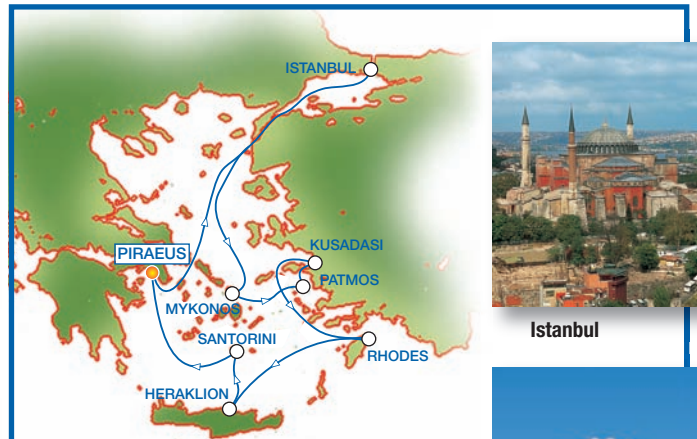 ISTANBUL
PIRAEUS
KUSADASI
PATMOS
MYKONOS
SANTORINI
RHODES
HERAKLION
Istanbul